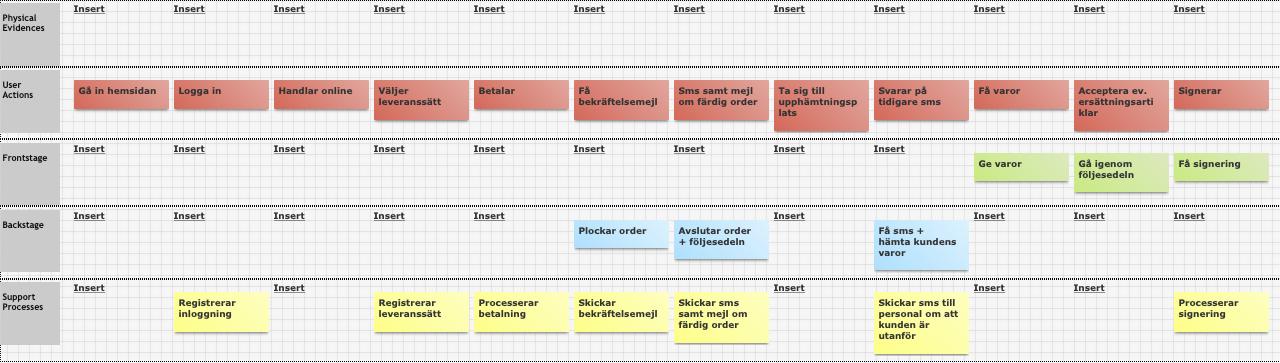 Physical
Evidences
Insert Insert Insert Insert Insert Insert Insert Insert Insert Insert Insert Insert
User
Actions
Gå in hemsidan
Logga in
Handlar online
Väljer
leveranssätt
Betalar
Få
bekräftelsemejl
Sms samt mejl
om färdig order
Ta sig till
upphämtningsp
lats
Svarar på
tidigare sms
Få varor
Acceptera ev.
ersättningsarti
klar
Signerar
Frontstage
Insert Insert Insert Insert Insert Insert Insert Insert Insert
Ge varor
Gå igenom
följesedeln
Få signering
Backstage
Insert Insert Insert Insert Insert
Plockar order
Avslutar order
+ följesedeln
Insert
Få sms +
hämta kundens
varor
Insert Insert Insert
Support
Processes
Insert
Registrerar
inloggning
Insert
Registrerar
leveranssätt
Processerar
betalning
Skickar
bekräftelsemejl
Skickar sms
samt mejl om
färdig order
Insert
Skickar sms till
personal om att
kunden är
utanför
Insert Insert
Processerar
signering